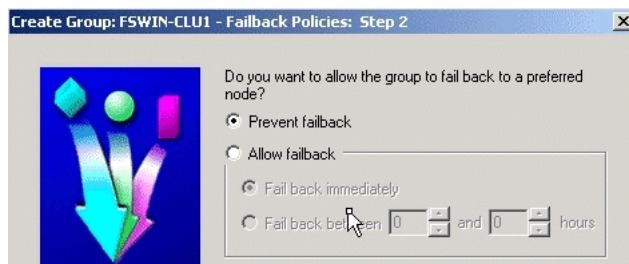 Create Group: FSWIN-CLU1 - Failback Policies: Step 2
Do you want to allow the group to fail back to a preferred
node?
Prevent failback
Allow failback
Fail back immediately
Fail back between 0 and 0 hours